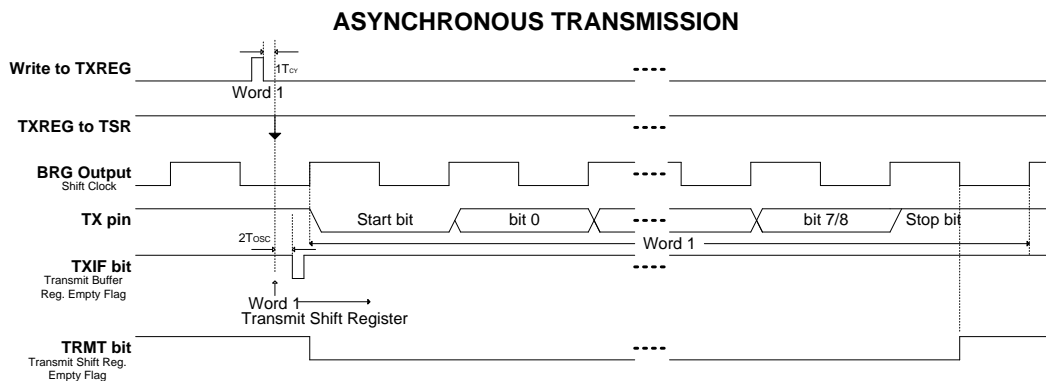 ASYNCHRONOUS TRANSMISSION
Write to TXREG
1TCY
Word 1
TXREG to TSR
BRG Output
Shift Clock
TX pin
Start bit
bit 0
bit 7/8
Stop bit
2TOSC
Word 1
TXIF bit
Transmit Buffer
Reg. Empty Flag
Word 1
Transmit Shift Register
TRMT bit
Transmit Shift Reg.
Empty Flag